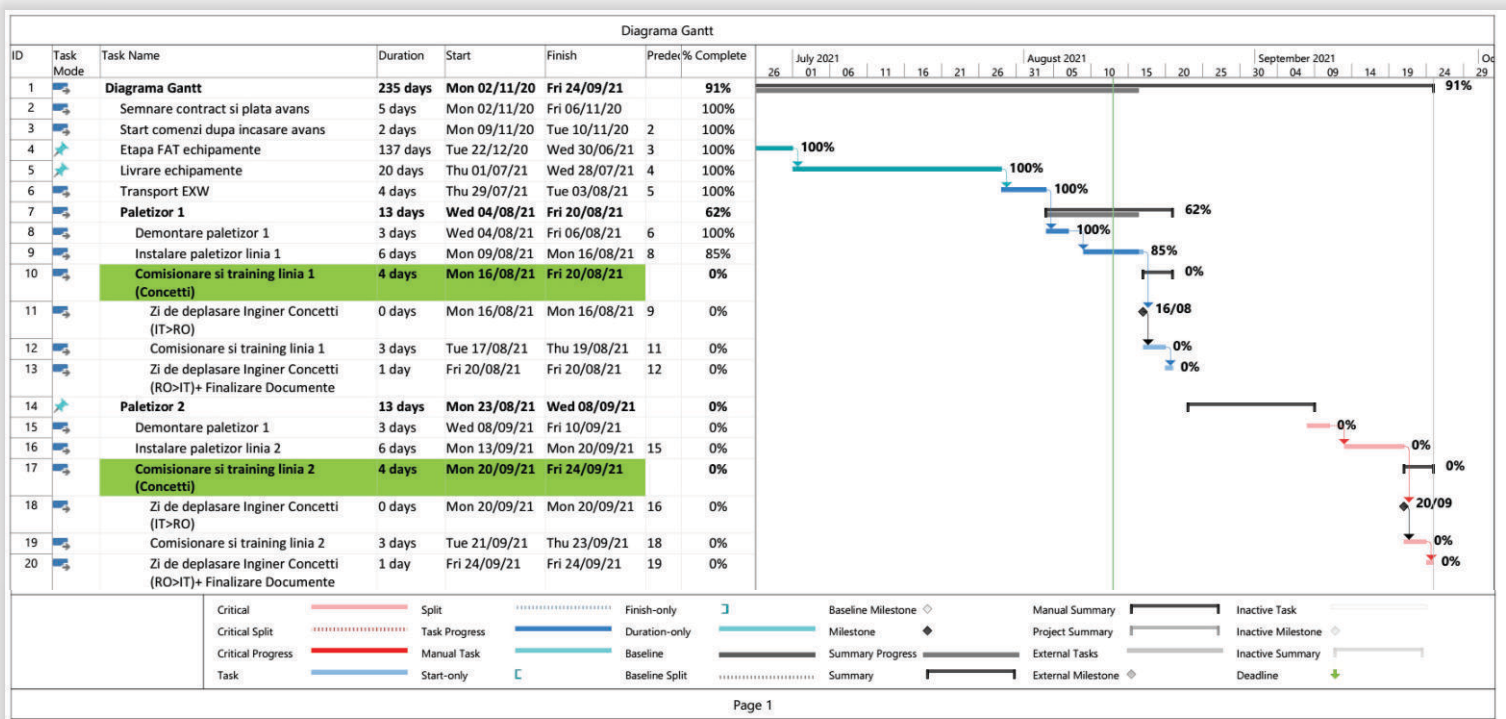 Diagrama Gantt
ID Task Mode Task Name Duration Start Finish Predec % Complete
July 2021 August 2021 September 2021 Oc
26 01 06 11 16 21 26 31 05 10 15 20 25 30 04 09 14 19 24 29
1 Diagrama Gantt 235 days Mon 02/11/20 Fri 24/09/21 91% 91%
2 Semnare contract si plata avans 5 days Mon 02/11/20 Fri 06/11/20 100%
3 Start comenzi dupa incasare avans 2 days Mon 09/11/20 Tue 10/11/20 2 100%
4 Etapa FAT echipamente 137 days Tue 22/12/20 Wed 30/06/21 3 100% 100%
5 Livrare echipamente 20 days Thu 01/07/21 Wed 28/07/21 4 100% 100%
6 Transport EXW 4 days Thu 29/07/21 Tue 03/08/21 5 100% 100%
7 Paletizor 1 13 days Wed 04/08/21 Fri 20/08/21 62% 62%
8 Demontare paletizor 1 3 days Wed 04/08/21 Fri 06/08/21 6 100% 100%
9 Instalare paletizor linia 1 6 days Mon 09/08/21 Mon 16/08/21 8 85% 85%
10 Comisionare si training linia 1 4 days Mon 16/08/21 Fri 20/08/21 0% 0%
(Concetti)
11 Zi de deplasare Inginer Concetti 0 days Mon 16/08/21 Mon 16/08/21 9 0% 16/08
(IT>RO)
12 Comisionare si training linia 1 3 days Tue 17/08/21 Thu 19/08/21 11 0% 0%
13 Zi de deplasare Inginer Concetti 1 day Fri 20/08/21 Fri 20/08/21 12 0% 0%
(RO>IT)+ Finalizare Documente
14 Paletizor 2 13 days Mon 23/08/21 Wed 08/09/21 0%
15 Demontare paletizor 1 3 days Wed 08/09/21 Fri 10/09/21 0% 0%
16 Instalare paletizor linia 2 6 days Mon 13/09/21 Mon 20/09/21 15 0% 0%
17 Comisionare si training linia 2 4 days Mon 20/09/21 Fri 24/09/21 0% 0%
(Concetti)
18 Zi de deplasare Inginer Concetti 0 days Mon 20/09/21 Mon 20/09/21 16 0% 20/09
(IT>RO)
19 Comisionare si training linia 2 3 days Tue 21/09/21 Thu 23/09/21 18 0% 0%
20 Zi de deplasare Inginer Concetti 1 day Fri 24/09/21 Fri 24/09/21 19 0% 0%
(RO>IT)+ Finalizare Documente
Critical Split Finish-only Baseline Milestone Manual Summary Inactive Task
Critical Split Task Progress Duration-only Milestone Project Summary Inactive Milestone
Critical Progress Manual Task Baseline Summary Progress External Tasks Inactive Summary
Task Start-only Baseline Split Summary External Milestone Deadline
Page 1